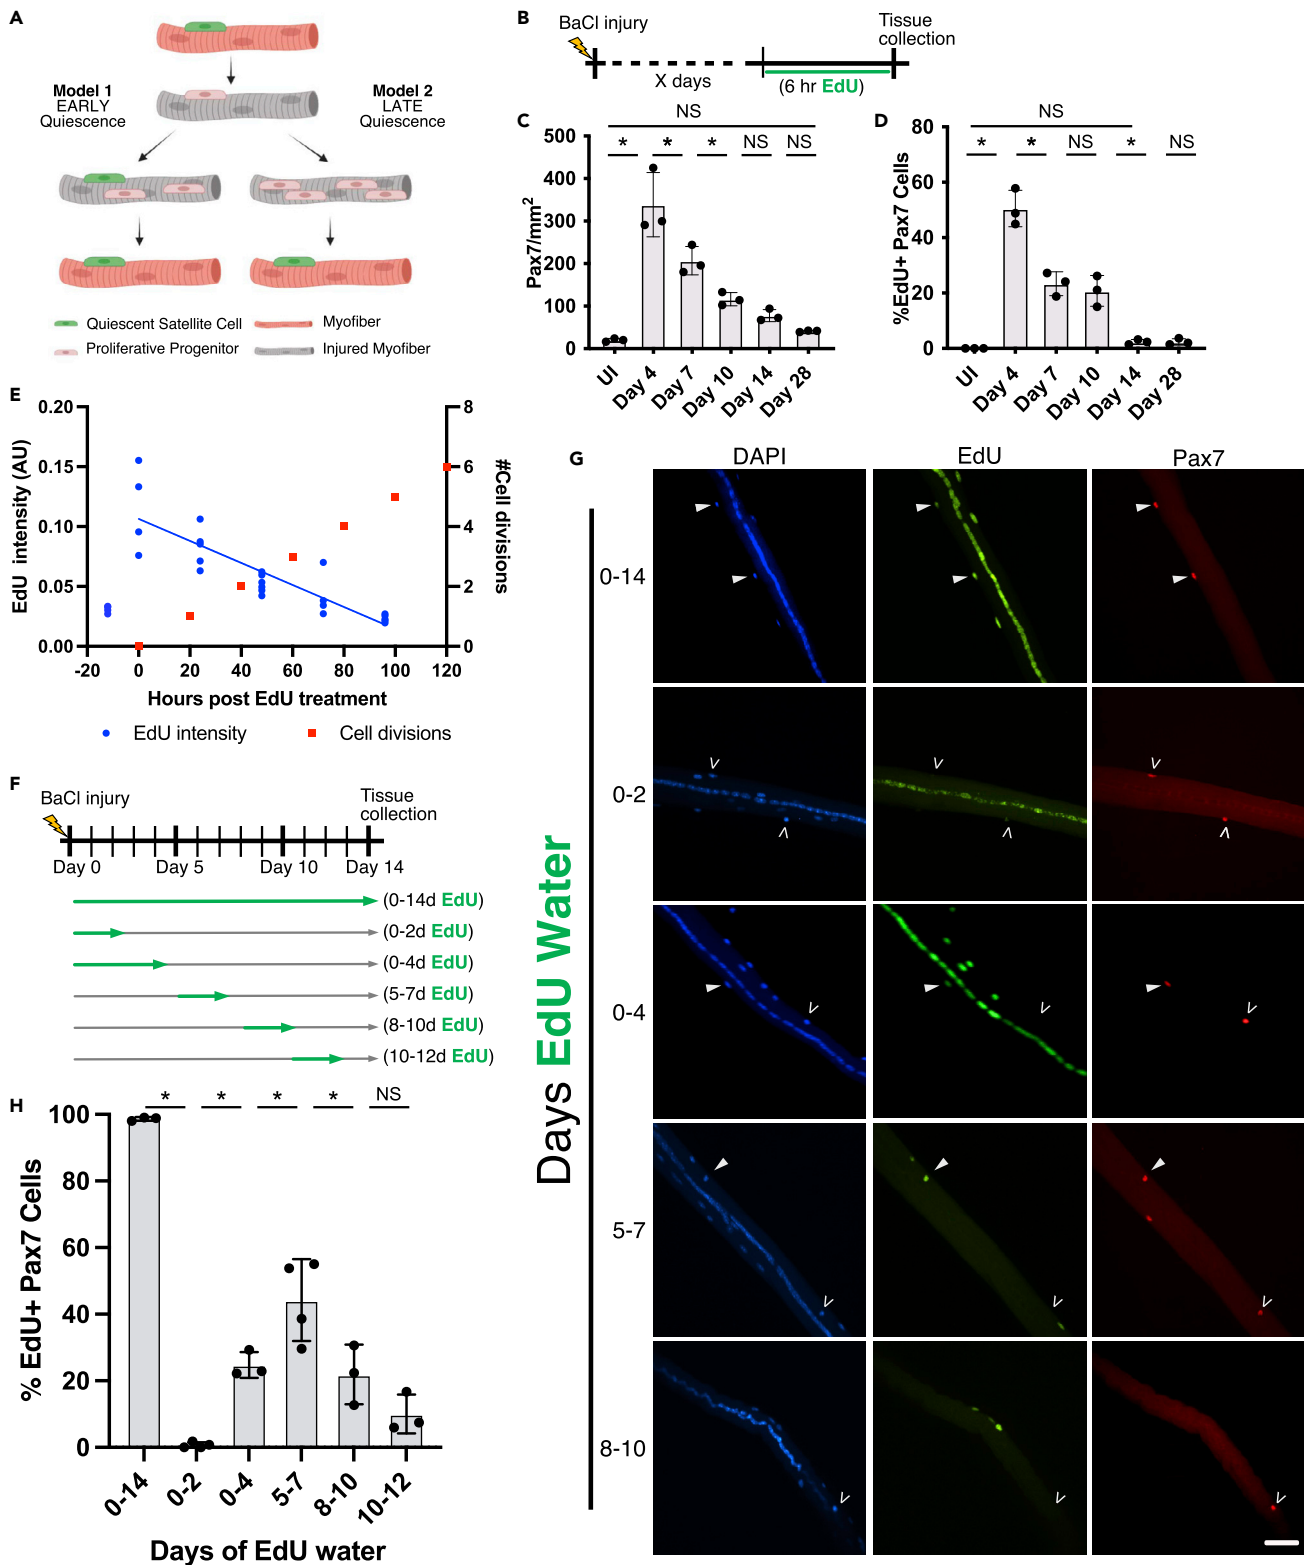 A
Model 1
EARLY
Quiescence
Model 2
LATE
Quiescence
Quiescent Satellite Cell
Myofiber
Proliferative Progenitor
Injured Myofiber
B
BaCl injury
Tissue
collection
X days
(6 hr EdU)
C
NS
* * * NS NS
Pax7/mm2
500
400
300
200
100
0
UI
Day 4
Day 7
Day 10
Day 14
Day 28
D
NS
* * NS * NS
%EdU+ Pax7 Cells
80
60
40
20
0
UI
Day 4
Day 7
Day 10
Day 14
Day 28
E
EdU intensity (AU)
0.20
0.15
0.10
0.05
0.00
8
6
4
2
0
#Cell divisions
-20 0 20 40 60 80 100 120
Hours post EdU treatment
EdU intensity
Cell divisions
F
BaCl injury
Tissue
collection
Day 0 Day 5 Day 10 Day 14
(0-14d EdU)
(0-2d EdU)
(0-4d EdU)
(5-7d EdU)
(8-10d EdU)
(10-12d EdU)
G
DAPI EdU Pax7
Days EdU Water
0-14
0-2
0-4
5-7
8-10
H
* * * * NS
% EdU+ Pax7 Cells
100
80
60
40
20
0
0-14
0-2
0-4
5-7
8-10
10-12
Days of EdU water